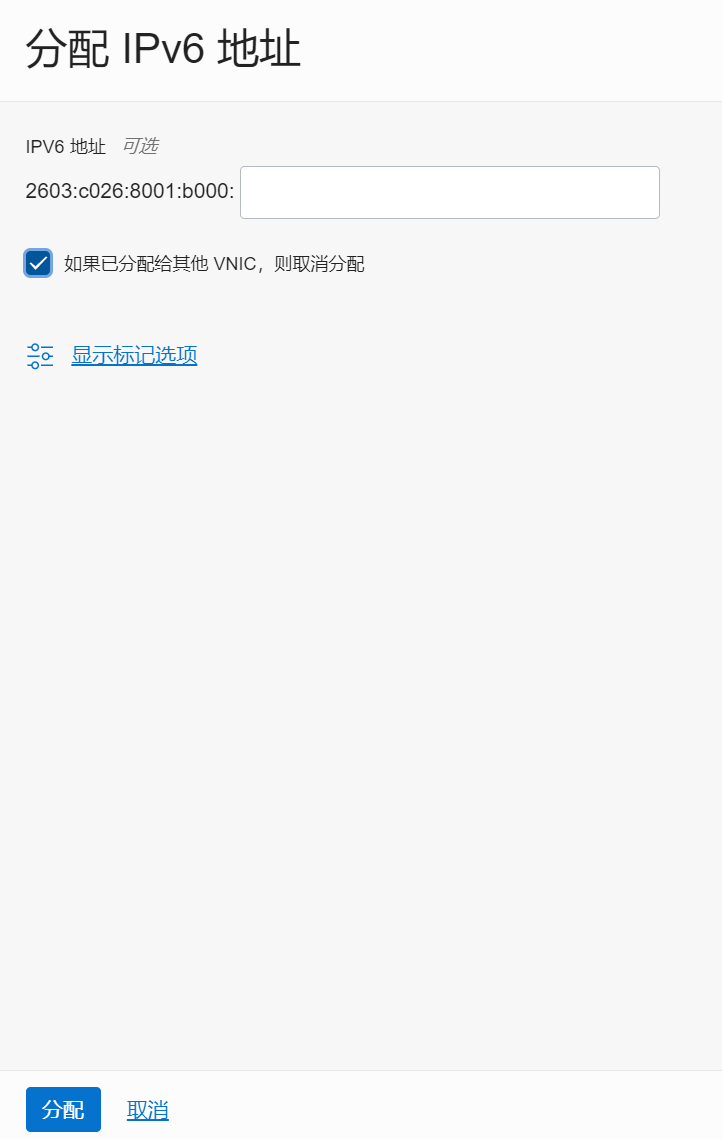 分配 IPv6 地址
IPV6 地址 可选
2603:c026:8001:b000:
如果已分配给其他 VNIC，则取消分配
显示标记选项
分配 取消